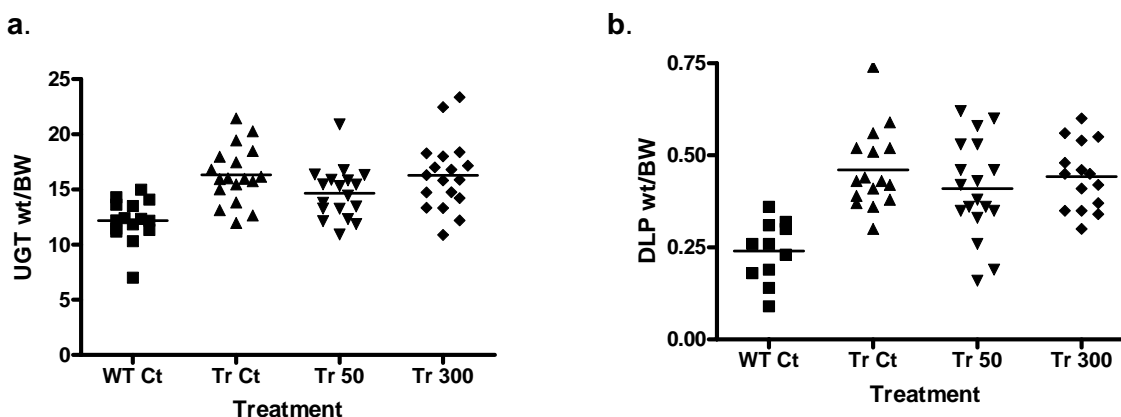 a.
UGT wt/BW
25
20
15
10
5
0
WT Ct Tr Ct Tr 50 Tr 300
Treatment
b.
DLP wt/BW
0.75
0.50
0.25
0.00
WT Ct Tr Ct Tr 50 Tr 300
Treatment